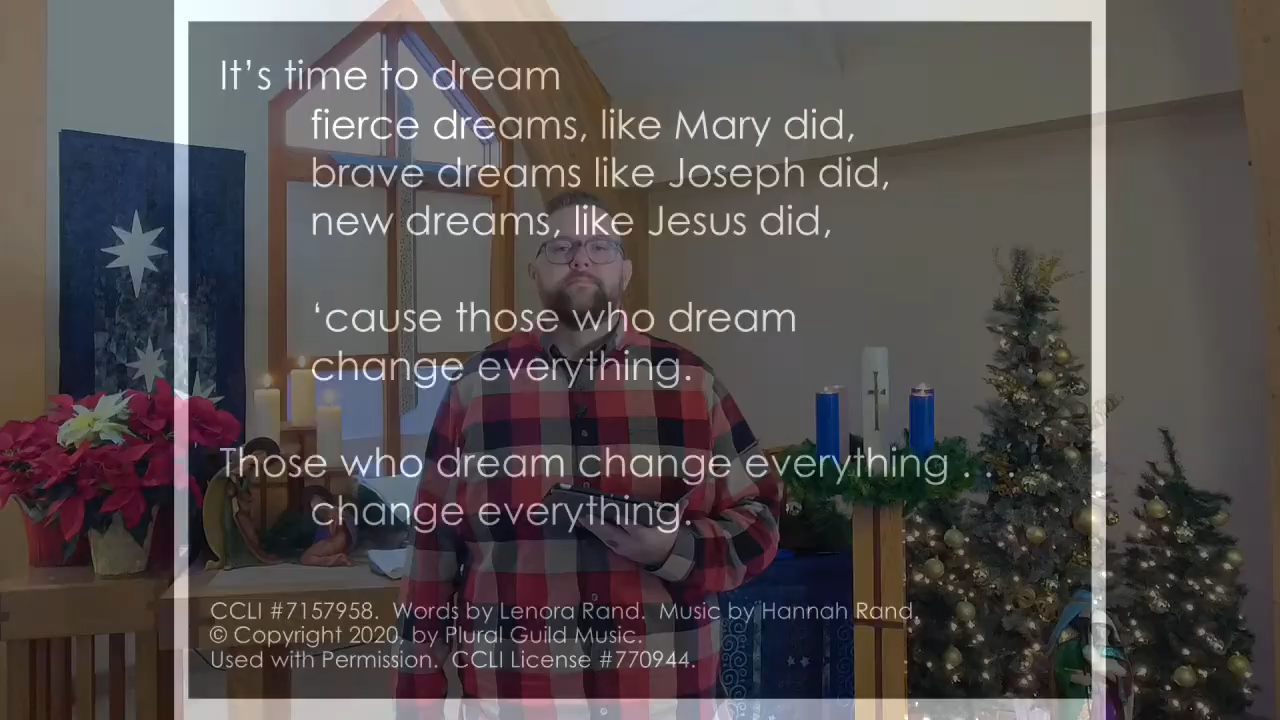 It's time to dream
fierce dreams, like Mary did,
brave dreams like Joseph did,
new dreams, like Jesus did,
‘cause those who dream
change everything.
Those who dream change everything . . .
change everything.
CCLI #7157958.  Words by Lenora Rand.  Music by Hannah Rand.
© Copyright 2020, by Plural Guild Music.
Used with Permission.  CCLI License #770944.